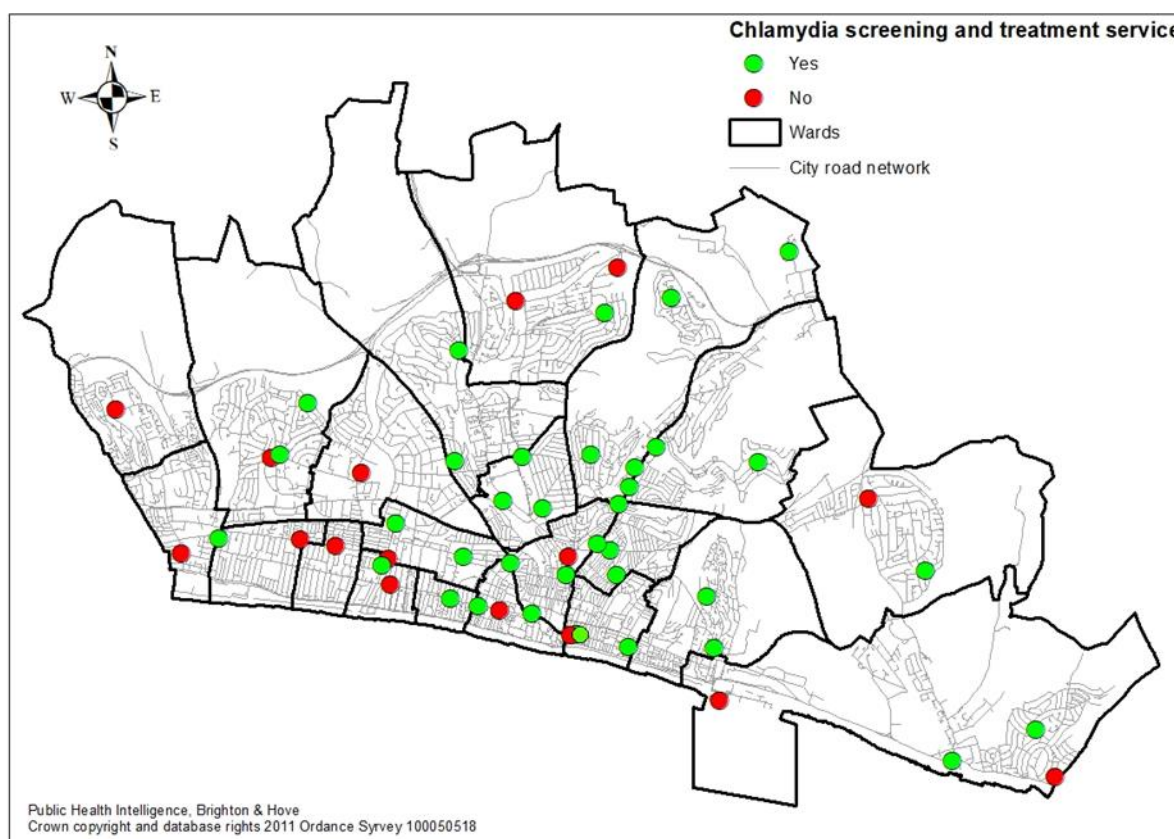 Chlamydia screening and treatment service
Yes
No
Wards
City road network
N
W E
S
Public Health Intelligence, Brighton & Hove
Crown copyright and database rights 2011 Ordance Syrvey 100050518